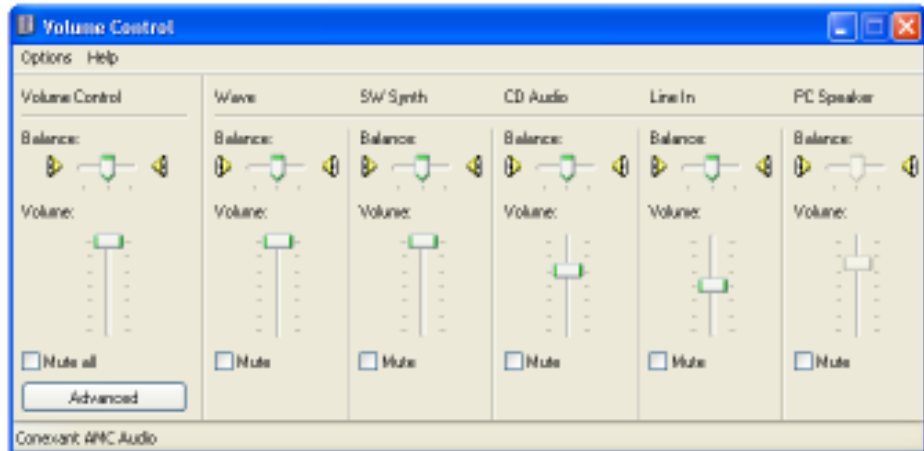 Volume Control
Options Help
Volume Control Wave SW Synth CD Audio Line In PC Speaker
Balance: Balance: Balance: Balance: Balance: Balance:
Volume: Volume: Volume: Volume: Volume: Volume:
Mute all Mute Mute Mute Mute Mute
Advanced
Conexant AMC Audio